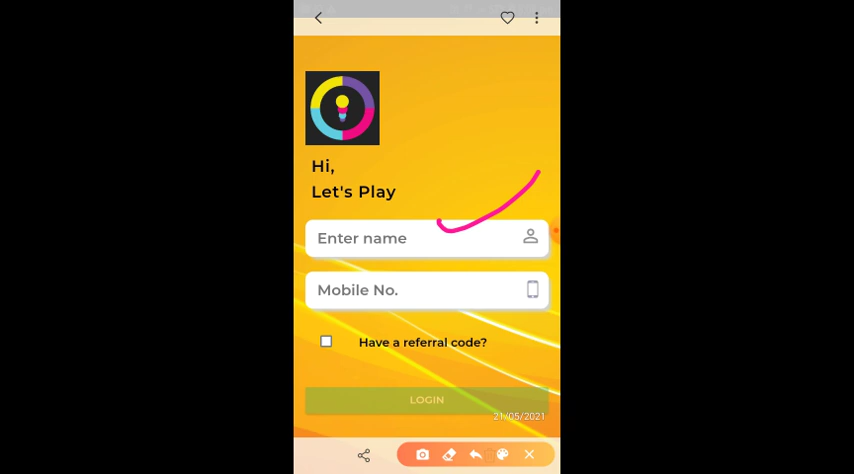 Hi,
Let's Play
Enter name
Mobile No.
Have a referral code?
LOGIN
21/05/2021